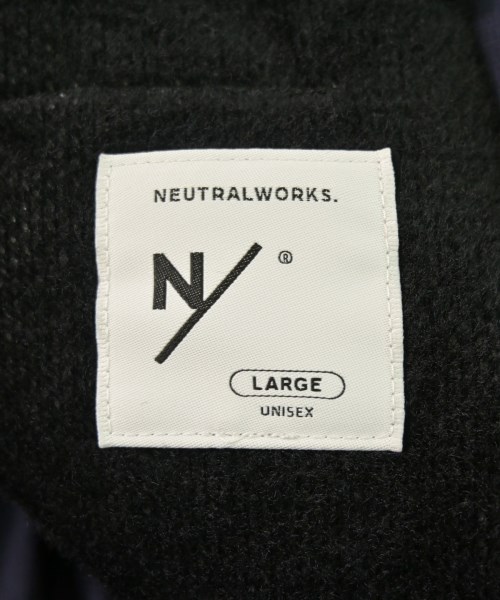 NEUTRALWORKS.
N/ ®
LARGE
UNISEX